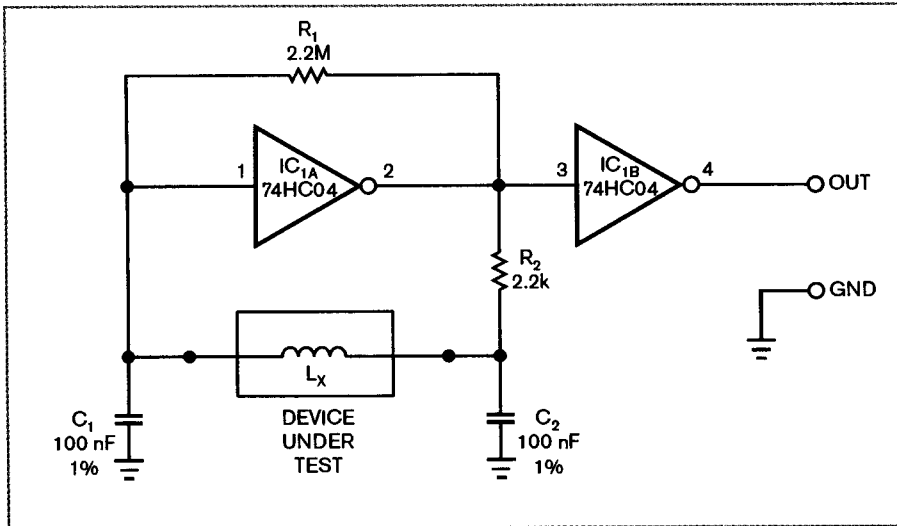 R1
2.2M
1
IC1A
74HC04
2
3
IC1B
74HC04
4
OUT
R2
2.2k
GND
LX
C1
100 nF
1%
DEVICE
UNDER
TEST
C2
100 nF
1%